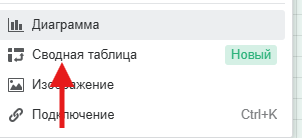 Диаграмма
Сводная таблица Новый
Изображение
Подключение Ctrl+K